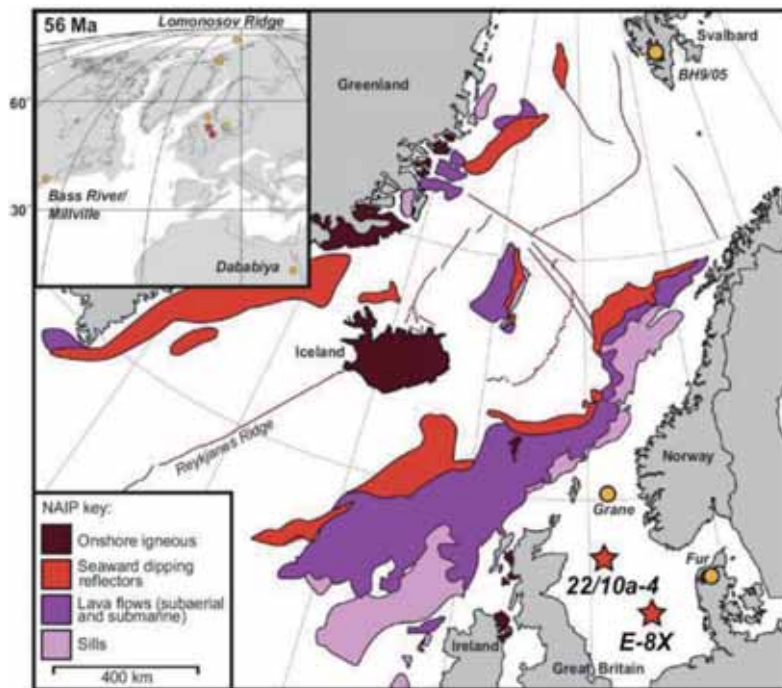 56 Ma
Lomonosov Ridge
60°
30°
Bass River/
Millville
Dababiya
Greenland
Svalbard
BH9/05
Iceland
Reykjanes Ridge
Norway
Grane
Fur
22/10a-4
E-8X
Ireland
Great Britain
NAIP key:
Onshore igneous
Seaward dipping
reflectors
Lava flows (subaerial
and submarine)
Sills
400 km